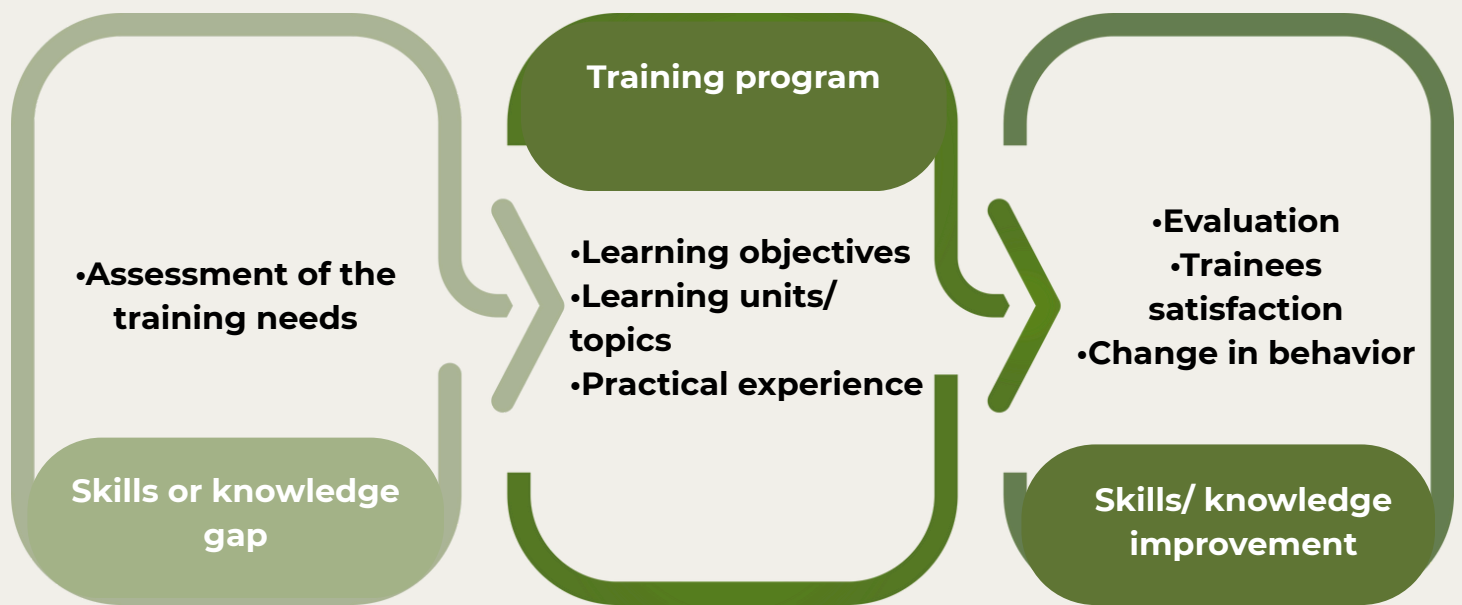 •Assessment of the
training needs
Skills or knowledge
gap
Training program
•Learning objectives
•Learning units/
topics
•Practical experience
•Evaluation
•Trainees
satisfaction
•Change in behavior
Skills/ knowledge
improvement